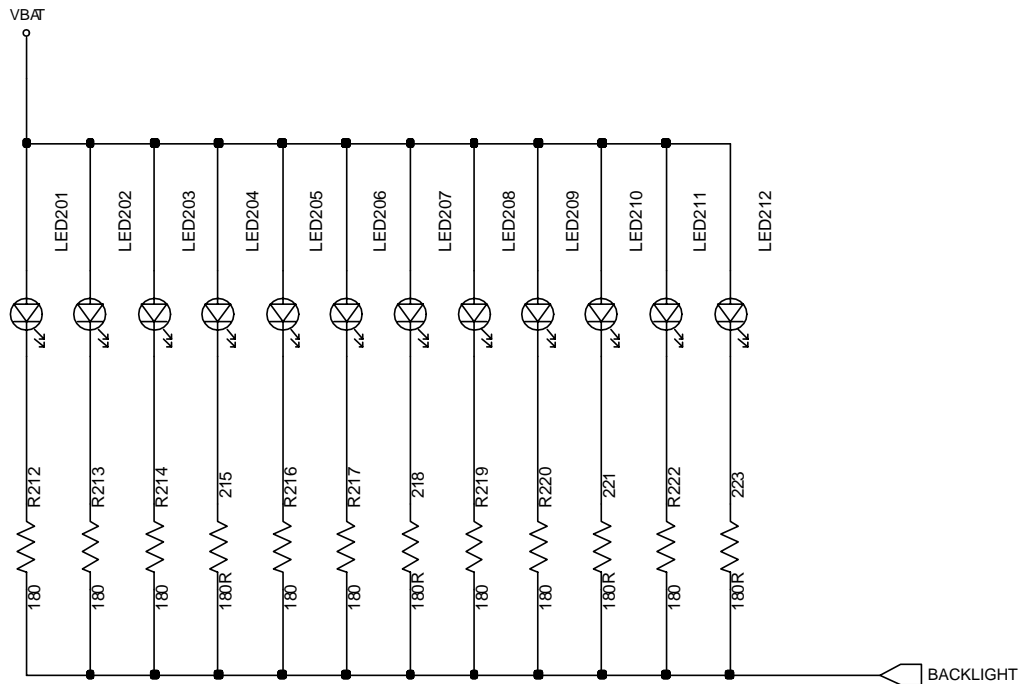 VBAT
LED201
LED202
LED203
LED204
LED205
LED206
LED207
LED208
LED209
LED210
LED211
LED212
R212
R213
R214
215
R216
R217
218
R219
R220
221
R222
223
180
180
180
180R
180
180
180R
180
180
180R
180
180R
BACKLIGHT